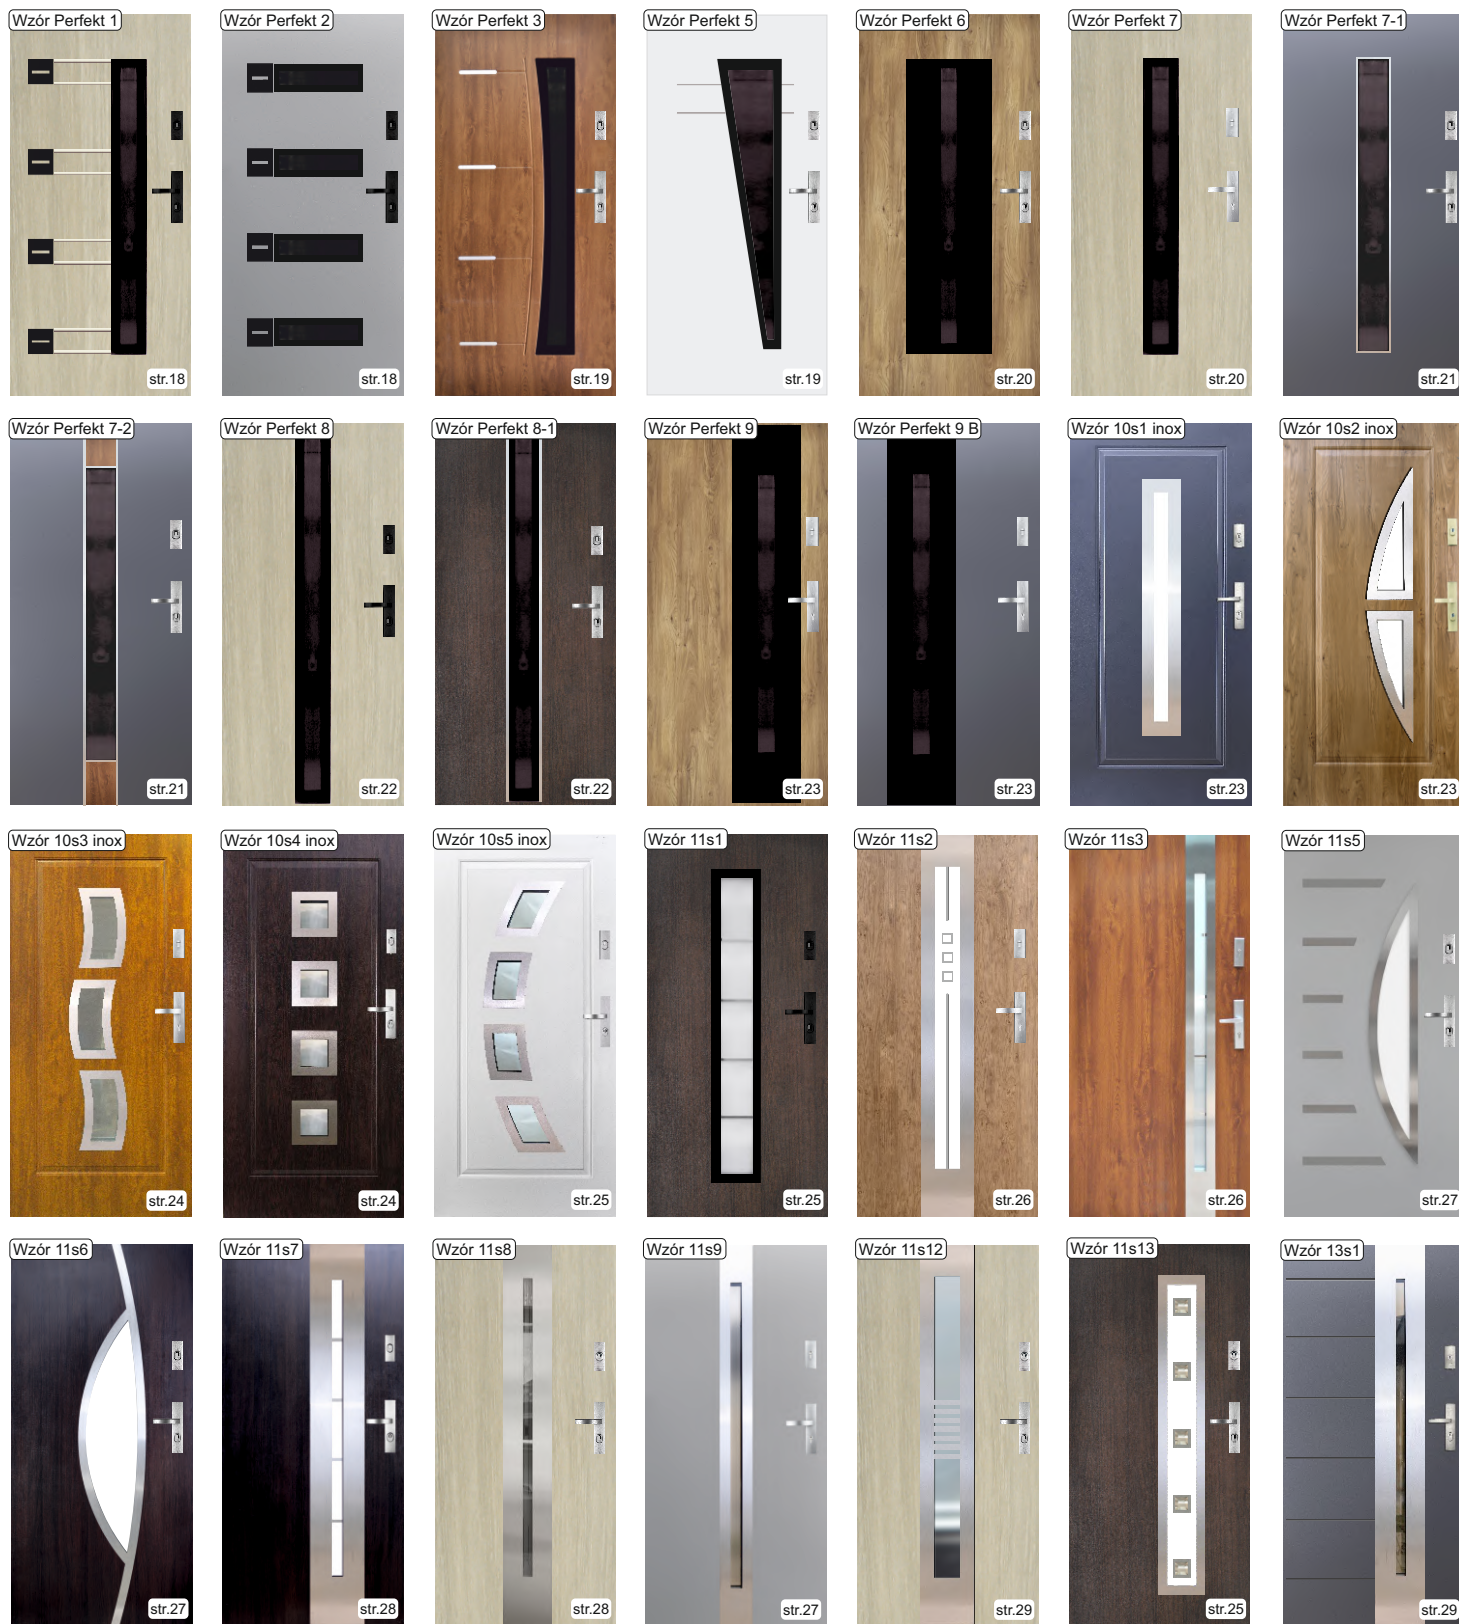 Wzór Perfekt 1
Wzór Perfekt 2
Wzór Perfekt 3
Wzór Perfekt 5
Wzór Perfekt 6
Wzór Perfekt 7
Wzór Perfekt 7-1
str.18
str.18
str.19
str.19
str.20
str.20
str.21
Wzór Perfekt 7-2
Wzór Perfekt 8
Wzór Perfekt 8-1
Wzór Perfekt 9
Wzór Perfekt 9 B
Wzór 10s1 inox
Wzór 10s2 inox
str.21
str.22
str.22
str.23
str.23
str.23
str.23
Wzór 10s3 inox
Wzór 10s4 inox
Wzór 10s5 inox
Wzór 11s1
Wzór 11s2
Wzór 11s3
Wzór 11s5
str.24
str.24
str.25
str.25
str.26
str.26
str.27
Wzór 11s6
Wzór 11s7
Wzór 11s8
Wzór 11s9
Wzór 11s12
Wzór 11s13
Wzór 13s1
str.27
str.28
str.28
str.27
str.29
str.25
str.29